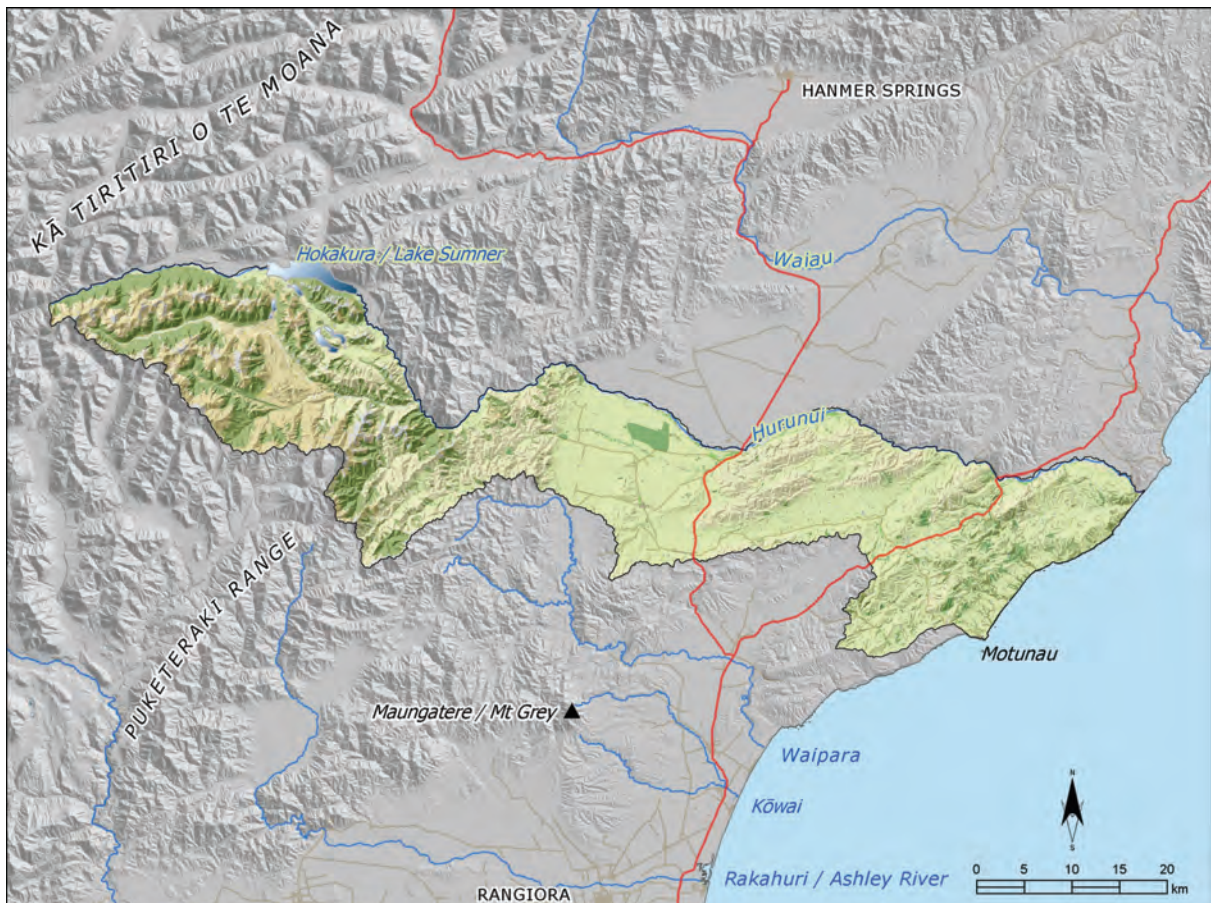 KĀ TIRITIRI O TE MOANA
HANMER SPRINGS
Hokakura / Lake Sumner
Waiau
Hurunui
PUKETERAKI RANGE
Motunau
Maungatere / Mt Grey
Waipara
Kōwai
Rakahuri / Ashley River
RANGIORA
N
S
0 5 10 15 20
km